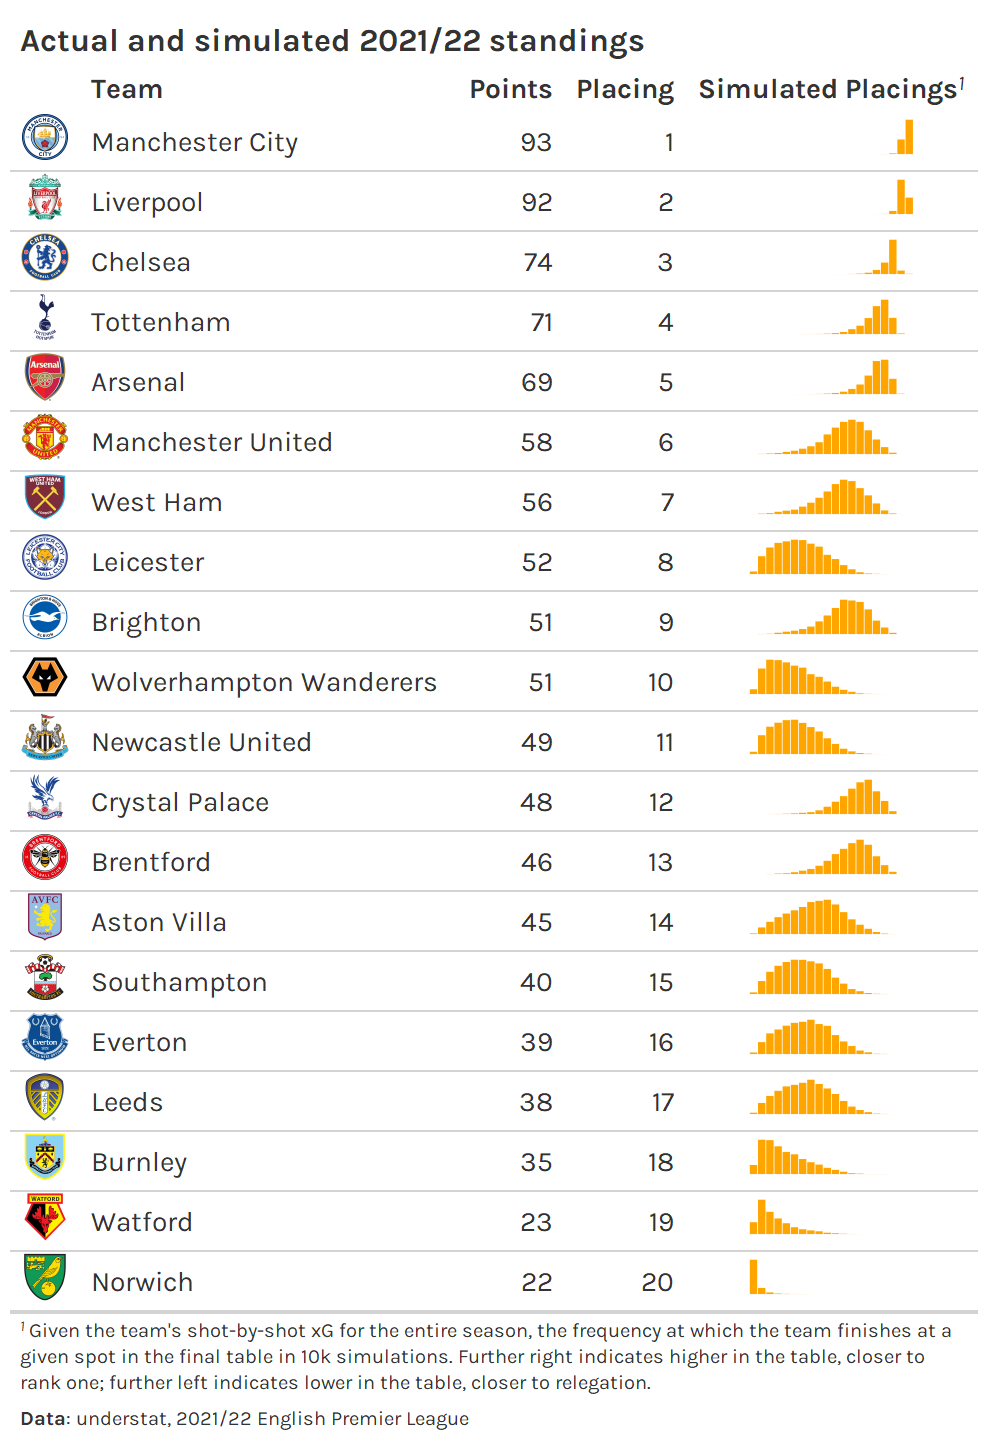 Actual and simulated 2021/22 standings
Team Points Placing Simulated Placings1
Manchester City 93 1
Liverpool 92 2
Chelsea 74 3
Tottenham 71 4
Arsenal 69 5
Manchester United 58 6
West Ham 56 7
Leicester 52 8
Brighton 51 9
Wolverhampton Wanderers 51 10
Newcastle United 49 11
Crystal Palace 48 12
Brentford 46 13
Aston Villa 45 14
Southampton 40 15
Everton 39 16
Leeds 38 17
Burnley 35 18
Watford 23 19
Norwich 22 20
1 Given the team's shot-by-shot xG for the entire season, the frequency at which the team finishes at a
given spot in the final table in 10k simulations. Further right indicates higher in the table, closer to
rank one; further left indicates lower in the table, closer to relegation.
Data: understat, 2021/22 English Premier League